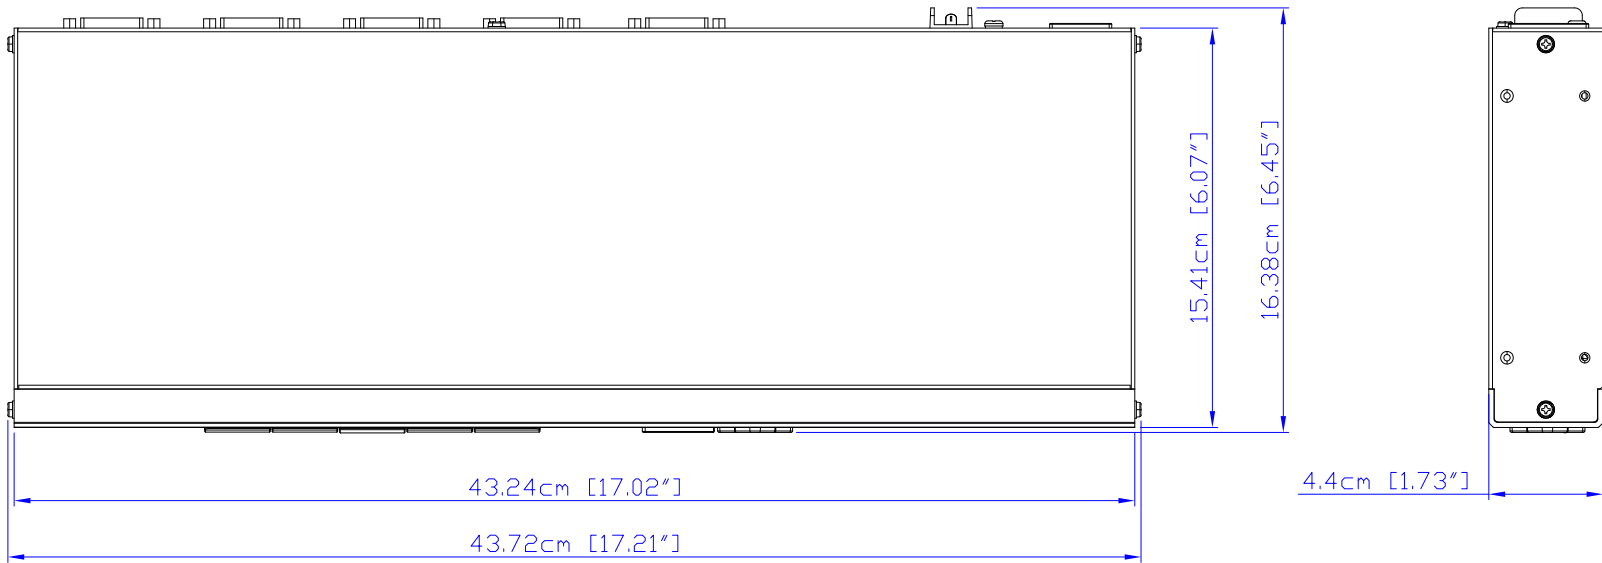 15.41cm [6.07″]
16.38cm [6.45″]
43.24cm [17.02″]
4.4cm [1.73″]
43.72cm [17.21″]